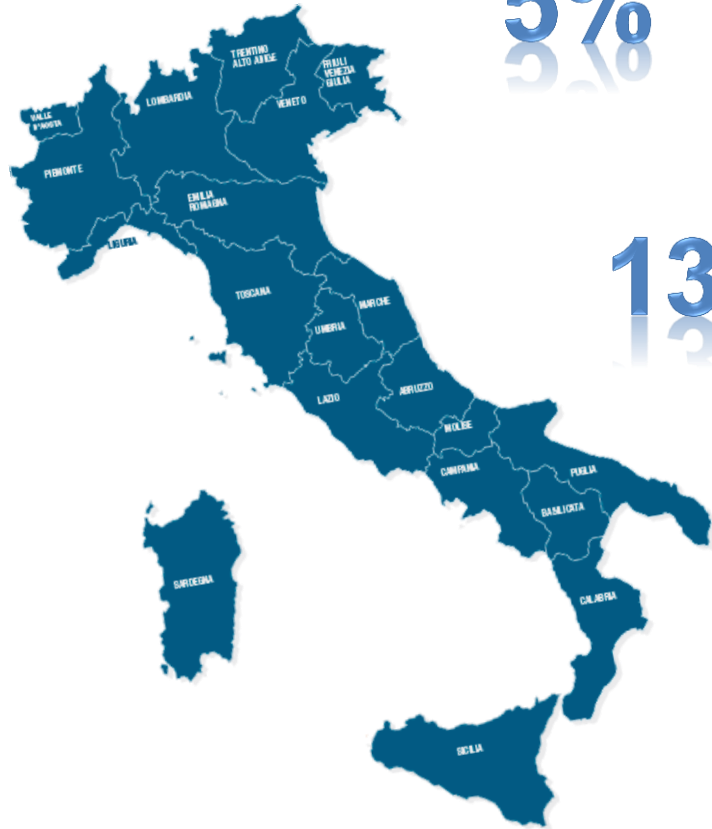 5%
TRENTINO
ALTO ADIGE
FRIULI
VENEZIA
GIULIA
LOMBARDIA
VENETO
VALLE
D'AOSTA
PIEMONTE
EMILIA
ROMAGNA
LIGURIA
13
TOSCANA
MARCHE
UMBRIA
ABRUZZO
LAZIO
MOLISE
CAMPANIA
PUGLIA
BASILICATA
SARDEGNA
CALABRIA
SICILIA